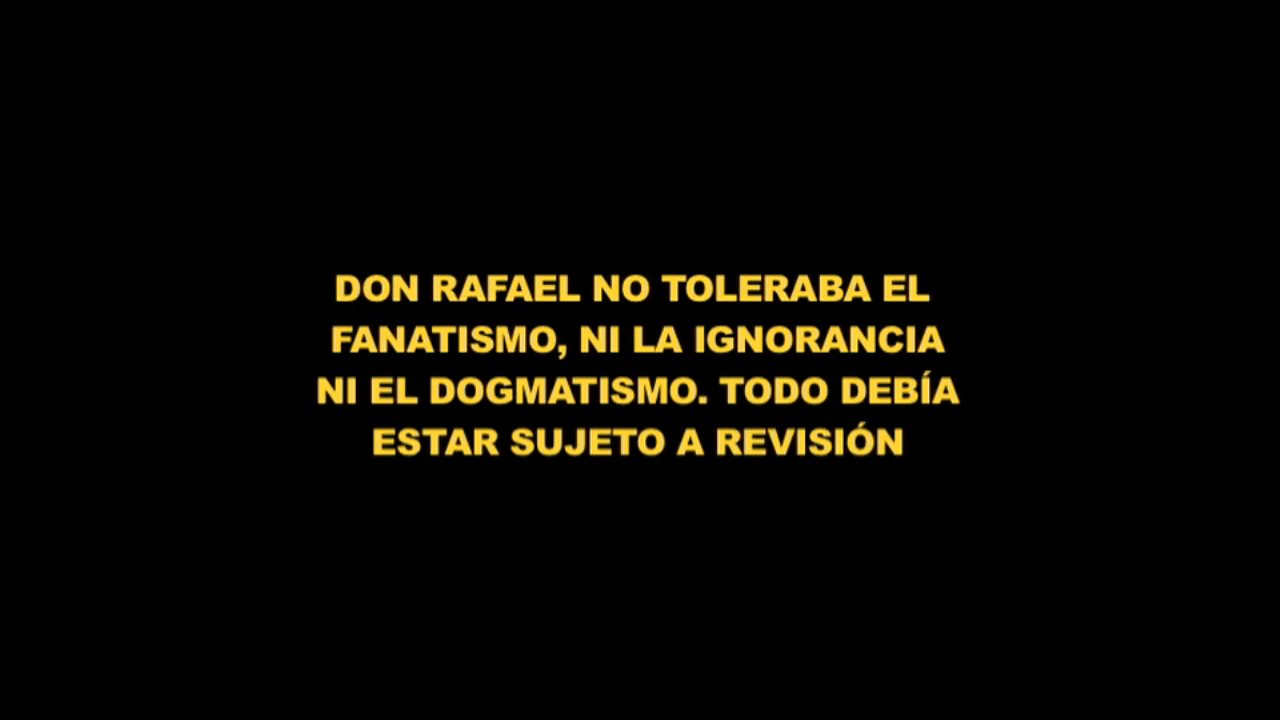 DON RAFAEL NO TOLERABA EL
FANATISMO, NI LA IGNORANCIA
NI EL DOGMATISMO. TODO DEBÍA
ESTAR SUJETO A REVISIÓN